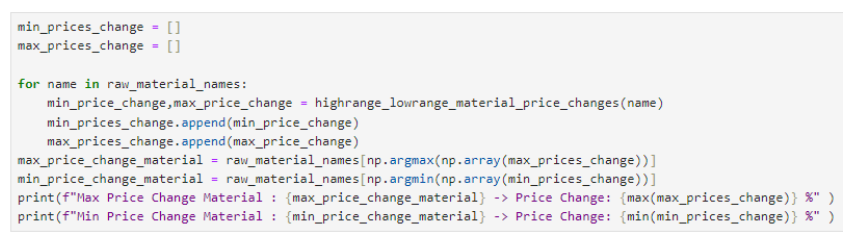 min_prices_change = []
max_prices_change = []

for name in raw_material_names:
    min_price_change,max_price_change = highrange_lowrange_material_price_changes(name)
    min_prices_change.append(min_price_change)
    max_prices_change.append(max_price_change)
max_price_change_material = raw_material_names[np.argmax(np.array(max_prices_change))]
min_price_change_material = raw_material_names[np.argmin(np.array(min_prices_change))]
print(f"Max Price Change Material : {max_price_change_material} -> Price Change: {max(max_prices_change)} %" )
print(f"Min Price Change Material : {min_price_change_material} -> Price Change: {min(min_prices_change)} %" )